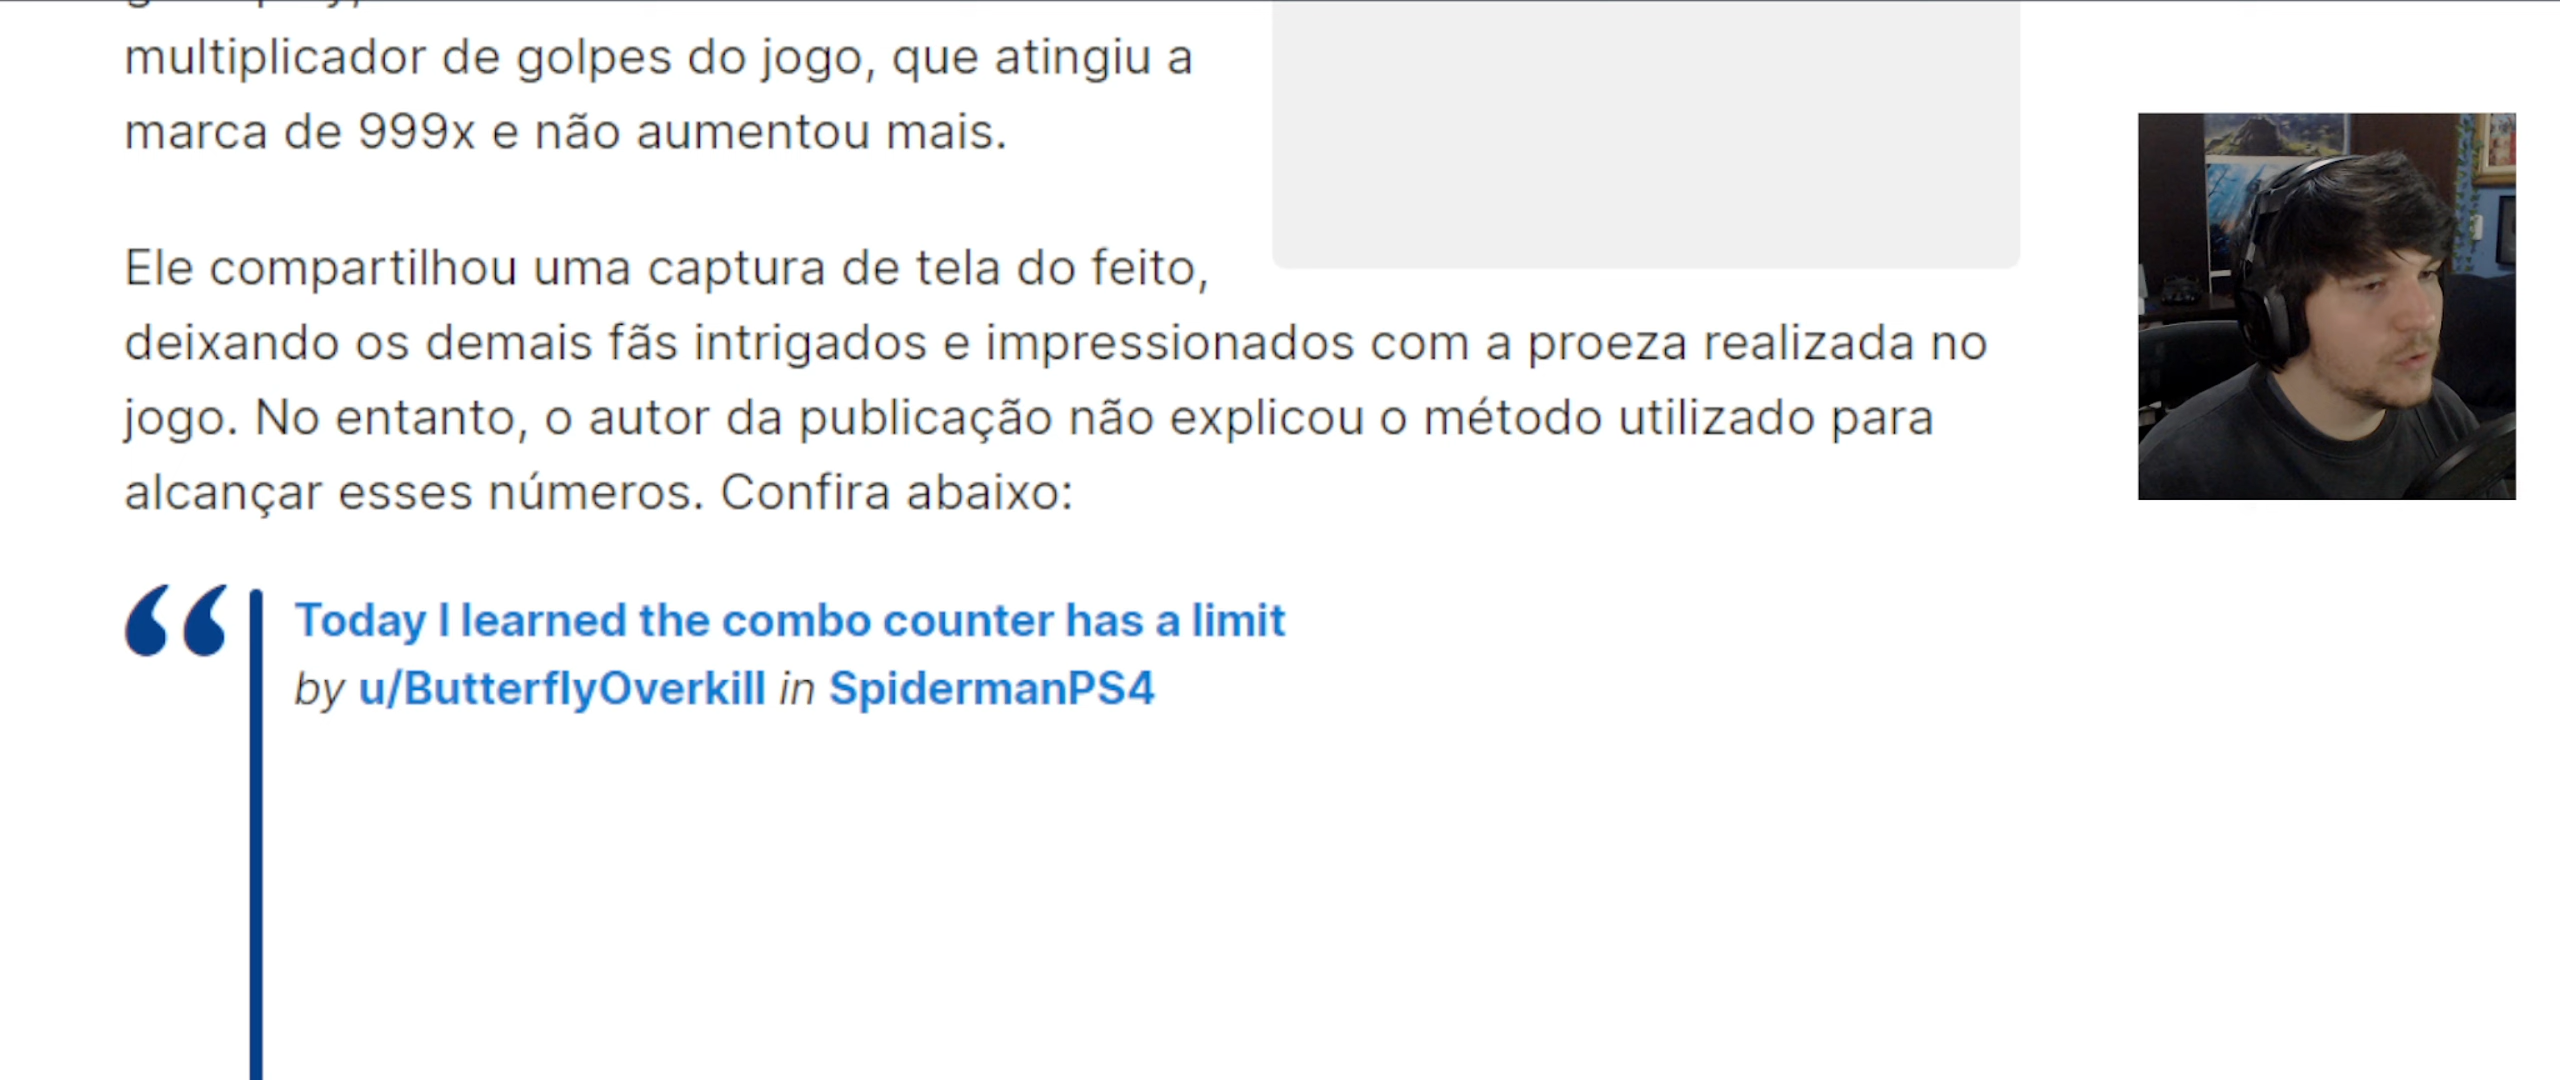 multiplicador de golpes do jogo, que atingiu a
marca de 999x e não aumentou mais.
Ele compartilhou uma captura de tela do feito,
deixando os demais fãs intrigados e impressionados com a proeza realizada no
jogo. No entanto, o autor da publicação não explicou o método utilizado para
alcançar esses números. Confira abaixo:
Today I learned the combo counter has a limit
by u/ButterflyOverkill in SpidermanPS4